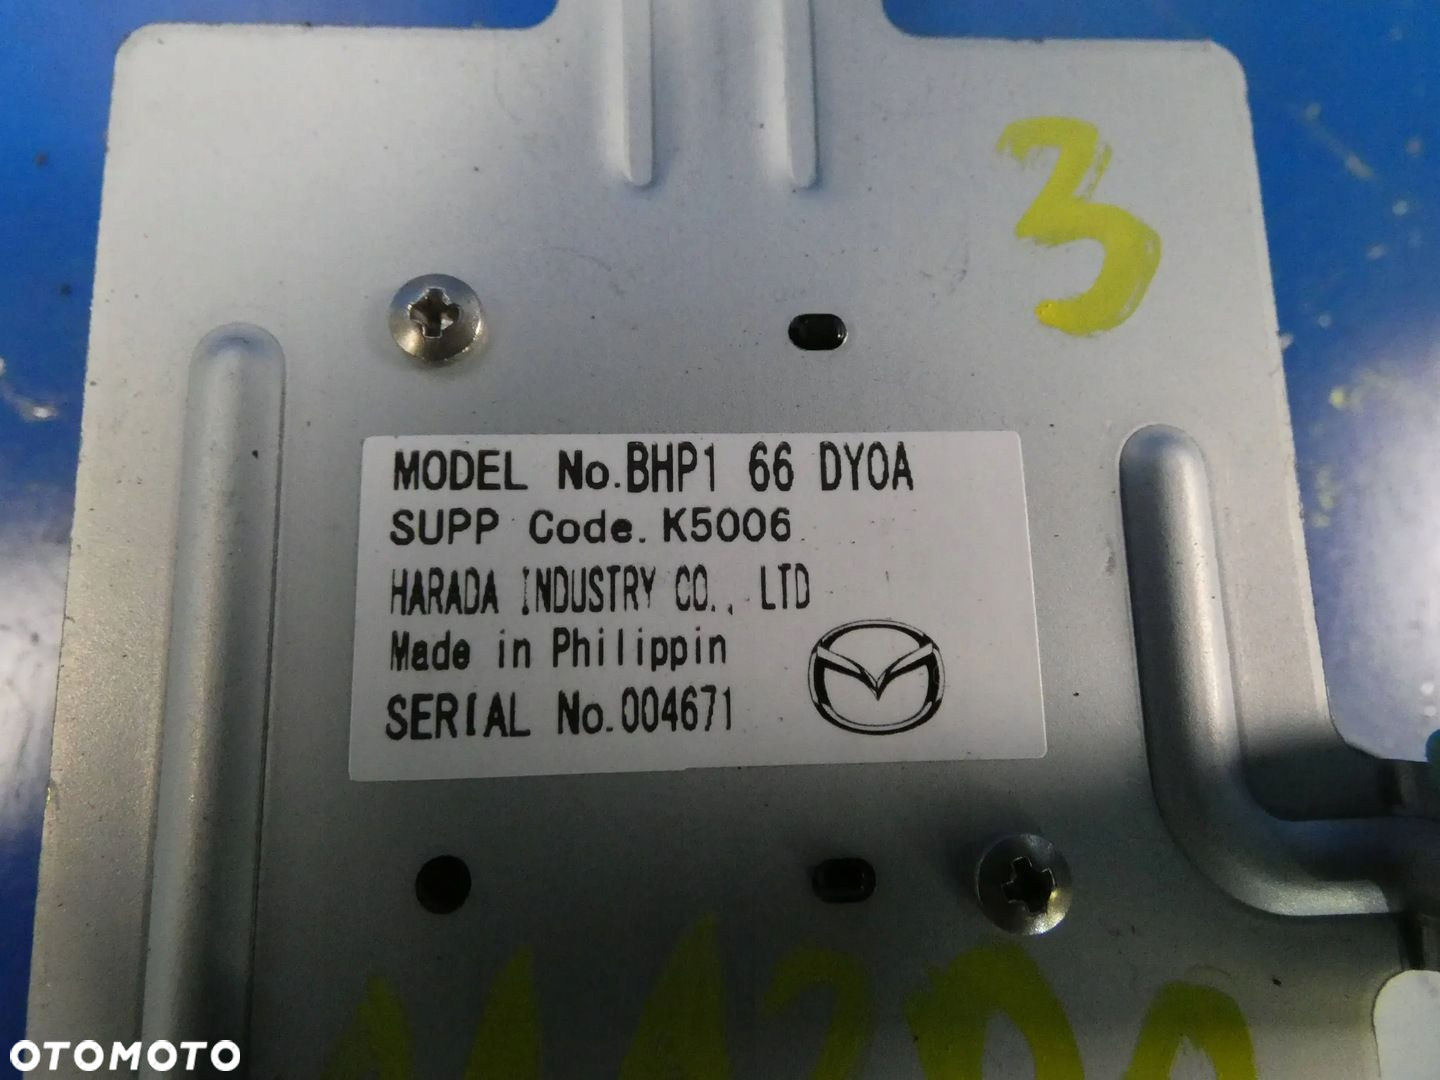 3
MODEL No.BHP1 66 DY0A
SUPP Code. K5006
HARADA INDUSTRY CO., LTD
Made in Philippin
SERIAL No.004671
OTOMOTO